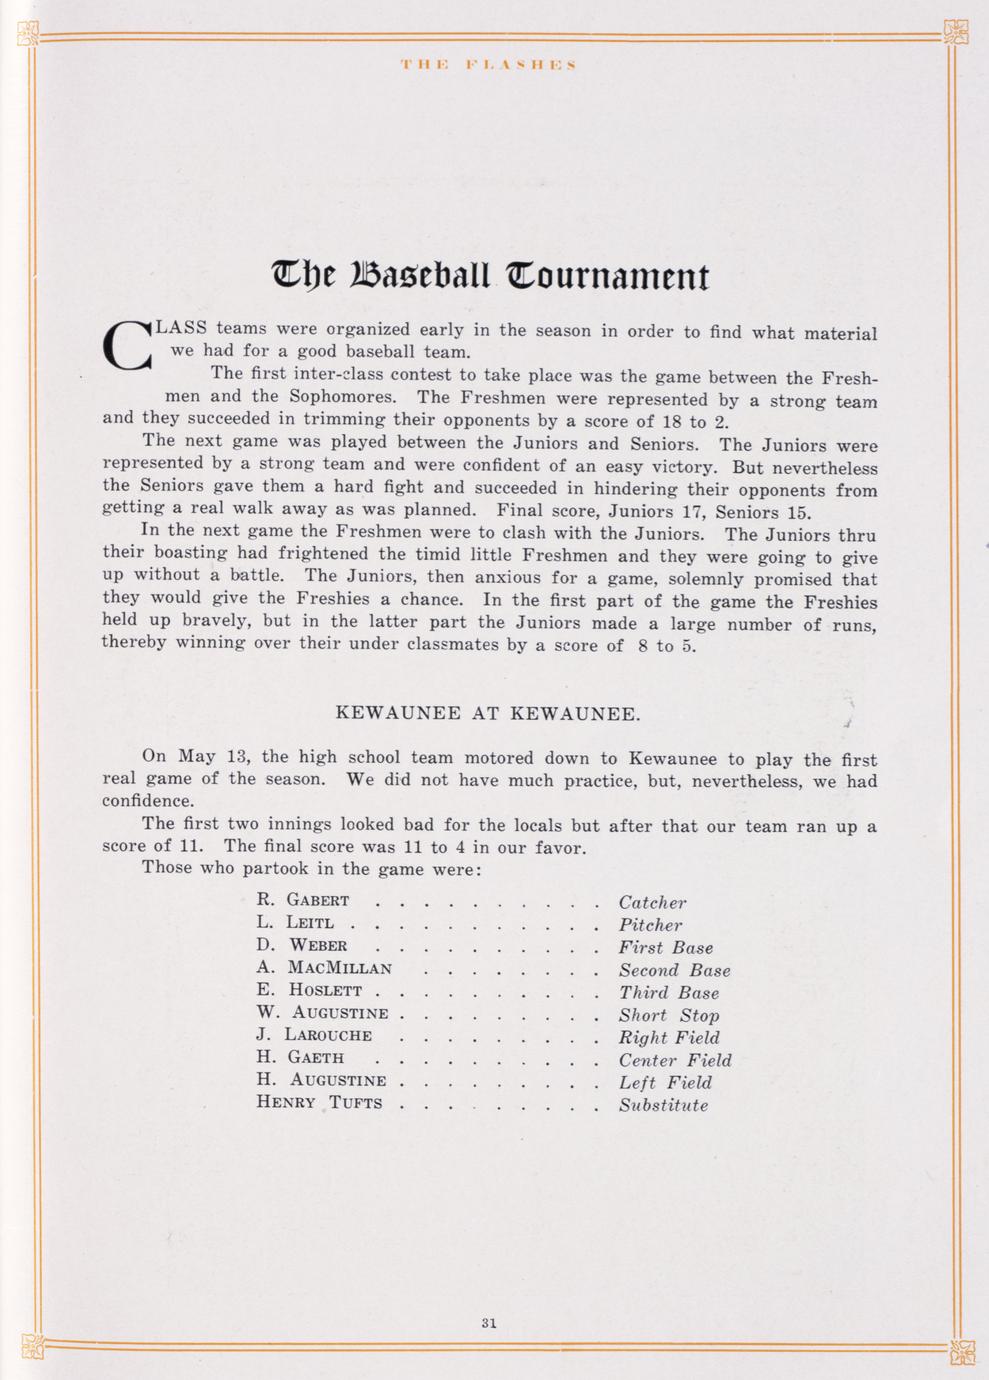 THE FLASHES
The Baseball Tournament
CLASS teams were organized early in the season in order to find what material
we had for a good baseball team.
The first inter-class contest to take place was the game between the Fresh-
men and the Sophomores. The Freshmen were represented by a strong team
and they succeeded in trimming their opponents by a score of 18 to 2.
The next game was played between the Juniors and Seniors. The Juniors were
represented by a strong team and were confident of an easy victory. But nevertheless
the Seniors gave them a hard fight and succeeded in hindering their opponents from
getting a real walk away as was planned. Final score, Juniors 17, Seniors 15.
In the next game the Freshmen were to clash with the Juniors. The Juniors thru
their boasting had frightened the timid little Freshmen and they were going to give
up without a battle. The Juniors, then anxious for a game, solemnly promised that
they would give the Freshies a chance. In the first part of the game the Freshies
held up bravely, but in the latter part the Juniors made a large number of runs,
thereby winning over their under classmates by a score of 8 to 5.
KEWAUNEE AT KEWAUNEE.
On May 13, the high school team motored down to Kewaunee to play the first
real game of the season. We did not have much practice, but, nevertheless, we had
confidence.
The first two innings looked bad for the locals but after that our team ran up a
score of 11. The final score was 11 to 4 in our favor.
Those who partook in the game were:
R. GABERT . . . . . . . . . . Catcher
L. LEITL . . . . . . . . . . . Pitcher
D. WEBER . . . . . . . . . . First Base
A. MACMILLAN . . . . . . . . Second Base
E. HOSLETT . . . . . . . . . . Third Base
W. AUGUSTINE . . . . . . . . . Short Stop
J. LAROUCHE . . . . . . . . . Right Field
H. GAETH . . . . . . . . . . Center Field
H. AUGUSTINE . . . . . . . . . Left Field
HENRY TUFTS . . . . . . . . . Substitute
31